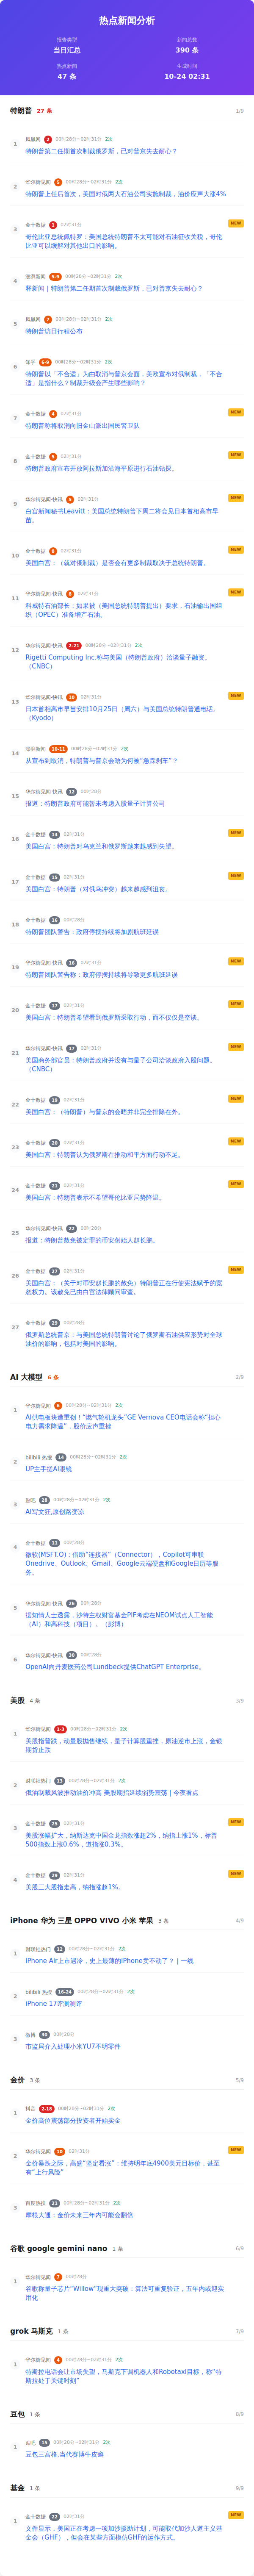 热点新闻分析
报告类型
新闻总数
当日汇总
390 条
热点新闻
生成时间
47 条
10-24 02:31
特朗普 27 条 1/9
1 凤凰网 2 00时28分~02时31分 2次
特朗普第二任期首次制裁俄罗斯，已对普京失去耐心？
2 华尔街见闻 5 00时28分~02时31分 2次
特朗普上任后首次，美国对俄两大石油公司实施制裁，油价应声大涨4%
3 金十数据 1 02时31分 NEW
哥伦比亚总统佩特罗：美国总统特朗普不太可能对石油征收关税，哥伦
比亚可以缓解对其他出口的影响。
4 澎湃新闻 5-9 00时28分~02时31分 2次
释新闻｜特朗普第二任期首次制裁俄罗斯，已对普京失去耐心？
5 凤凰网 7 00时28分~02时31分 2次
特朗普访日行程公布
6 知乎 6-8 00时28分~02时31分 2次
特朗普以「不合适」为由取消与普京会面，美欧宣布对俄制裁，「不合
适」是指什么？制裁升级会产生哪些影响？
7 金十数据 4 02时31分 NEW
特朗普称将取消向旧金山派出国民警卫队
8 金十数据 5 02时31分 NEW
特朗普政府宣布开放阿拉斯加沿海平原进行石油钻探。
9 华尔街见闻-快讯 5 02时31分 NEW
白宫新闻秘书Leavitt：美国总统特朗普下周二将会见日本首相高市早
苗。
10 金十数据 8 02时31分 NEW
美国白宫：（就对俄制裁）是否会有更多制裁取决于总统特朗普。
11 华尔街见闻-快讯 8 02时31分 NEW
科威特石油部长：如果被（美国总统特朗普提出）要求，石油输出国组
织（OPEC）准备增产石油。
12 华尔街见闻-快讯 2-21 00时28分~02时31分 2次
Rigetti Computing Inc.称与美国（特朗普政府）洽谈量子融资。
（CNBC）
13 华尔街见闻-快讯 10 02时31分 NEW
日本首相高市早苗安排10月25日（周六）与美国总统特朗普通电话。
（Kyodo）
14 澎湃新闻 10-11 00时28分~02时31分 2次
从宣布到取消，特朗普与普京会晤为何被“急踩刹车”？
15 华尔街见闻-快讯 12 00时28分
报道：特朗普政府可能暂未考虑入股量子计算公司
16 金十数据 14 02时31分 NEW
美国白宫：特朗普对乌克兰和俄罗斯越来越感到失望。
17 金十数据 15 02时31分 NEW
美国白宫：特朗普（对俄乌冲突）越来越感到沮丧。
18 金十数据 16 00时28分
特朗普团队警告：政府停摆持续将加剧航班延误
19 华尔街见闻-快讯 16 02时31分 NEW
特朗普团队警告称：政府停摆持续将导致更多航班延误
20 金十数据 17 02时31分 NEW
美国白宫：特朗普希望看到俄罗斯采取行动，而不仅仅是空谈。
21 华尔街见闻-快讯 17 02时31分 NEW
美国商务部官员：特朗普政府并没有与量子公司洽谈政府入股问题。
（CNBC）
22 金十数据 19 02时31分 NEW
美国白宫：（特朗普）与普京的会晤并非完全排除在外。
23 金十数据 20 02时31分 NEW
美国白宫：特朗普认为俄罗斯在推动和平方面行动不足。
24 金十数据 21 02时31分 NEW
美国白宫：特朗普表示不希望哥伦比亚局势降温。
25 华尔街见闻-快讯 22 00时28分
报道：特朗普赦免被定罪的币安创始人赵长鹏。
26 金十数据 27 02时31分 NEW
美国白宫：（关于对币安赵长鹏的赦免）特朗普正在行使宪法赋予的宽
恕权力。该赦免已由白宫法律顾问审查。
27 金十数据 29 00时28分
俄罗斯总统普京：与美国总统特朗普讨论了俄罗斯石油供应形势对全球
油价的影响，包括对美国的影响。
AI 大模型 6 条 2/9
1 华尔街见闻 6 00时28分~02时31分 2次
AI供电板块遭重创！“燃气轮机龙头”GE Vernova CEO电话会称“担心
电力需求降温”，股价应声重挫
2 bilibili 热搜 14 00时28分~02时31分 2次
UP主手搓AI眼镜
3 贴吧 28 00时28分~02时31分 2次
AI写文狂,原创路变凉
4 金十数据 11 00时28分
微软(MSFT.O)：借助“连接器”（Connector），Copilot可串联
Onedrive、Outlook、Gmail、Google云端硬盘和Google日历等服
务。
5 华尔街见闻-快讯 26 00时28分
据知情人士透露，沙特主权财富基金PIF考虑在NEOM试点人工智能
（AI）和高科技（项目）。（彭博）
6 华尔街见闻-快讯 30 00时28分
OpenAI向丹麦医药公司Lundbeck提供ChatGPT Enterprise。
美股 4 条 3/9
1 华尔街见闻 1-3 00时28分~02时31分 2次
美股指普跌，动量股抛售继续，量子计算股重挫，原油逆市上涨，金银
期货止跌
2 财联社热门 13 00时28分~02时31分 2次
俄油制裁风波推动油价冲高 美股期指延续弱势震荡 | 今夜看点
3 金十数据 25 02时31分 NEW
美股涨幅扩大，纳斯达克中国金龙指数涨超2%，纳指上涨1%，标普
500指数上涨0.6%，道指涨0.3%。
4 金十数据 28 02时31分 NEW
美股三大股指走高，纳指涨超1%。
iPhone 华为 三星 OPPO VIVO 小米 苹果 3 条 4/9
1 财联社热门 12 00时28分~02时31分 2次
iPhone Air上市遇冷，史上最薄的iPhone卖不动了？｜一线
2 bilibili 热搜 16-24 00时28分~02时31分 2次
iPhone 17评测测评
3 微博 30 00时28分
市监局介入处理小米YU7不明零件
金价 3 条 5/9
1 抖音 2-18 00时28分~02时31分 2次
金价高位震荡部分投资者开始卖金
2 华尔街见闻 10 02时31分 NEW
金价暴跌之际，高盛“坚定看涨”：维持明年底4900美元目标价，甚至
有“上行风险”
3 百度热搜 21 00时28分~02时31分 2次
摩根大通：金价未来三年内可能会翻倍
谷歌 google gemini nano 1 条 6/9
1 华尔街见闻 7 00时28分
谷歌称量子芯片“Willow”现重大突破：算法可重复验证，五年内或迎实
用化
grok 马斯克 1 条 7/9
1 华尔街见闻 4 00时28分~02时31分 2次
特斯拉电话会让市场失望，马斯克下调机器人和Robotaxi目标，称“特
斯拉处于关键时刻”
豆包 1 条 8/9
1 贴吧 15 00时28分~02时31分 2次
豆包三宫格,当代赛博牛皮癣
基金 1 条 9/9
1 金十数据 22 02时31分 NEW
文件显示，美国正在考虑一项加沙援助计划，可能取代加沙人道主义基
金会（GHF），但会在某些方面模仿GHF的运作方式。